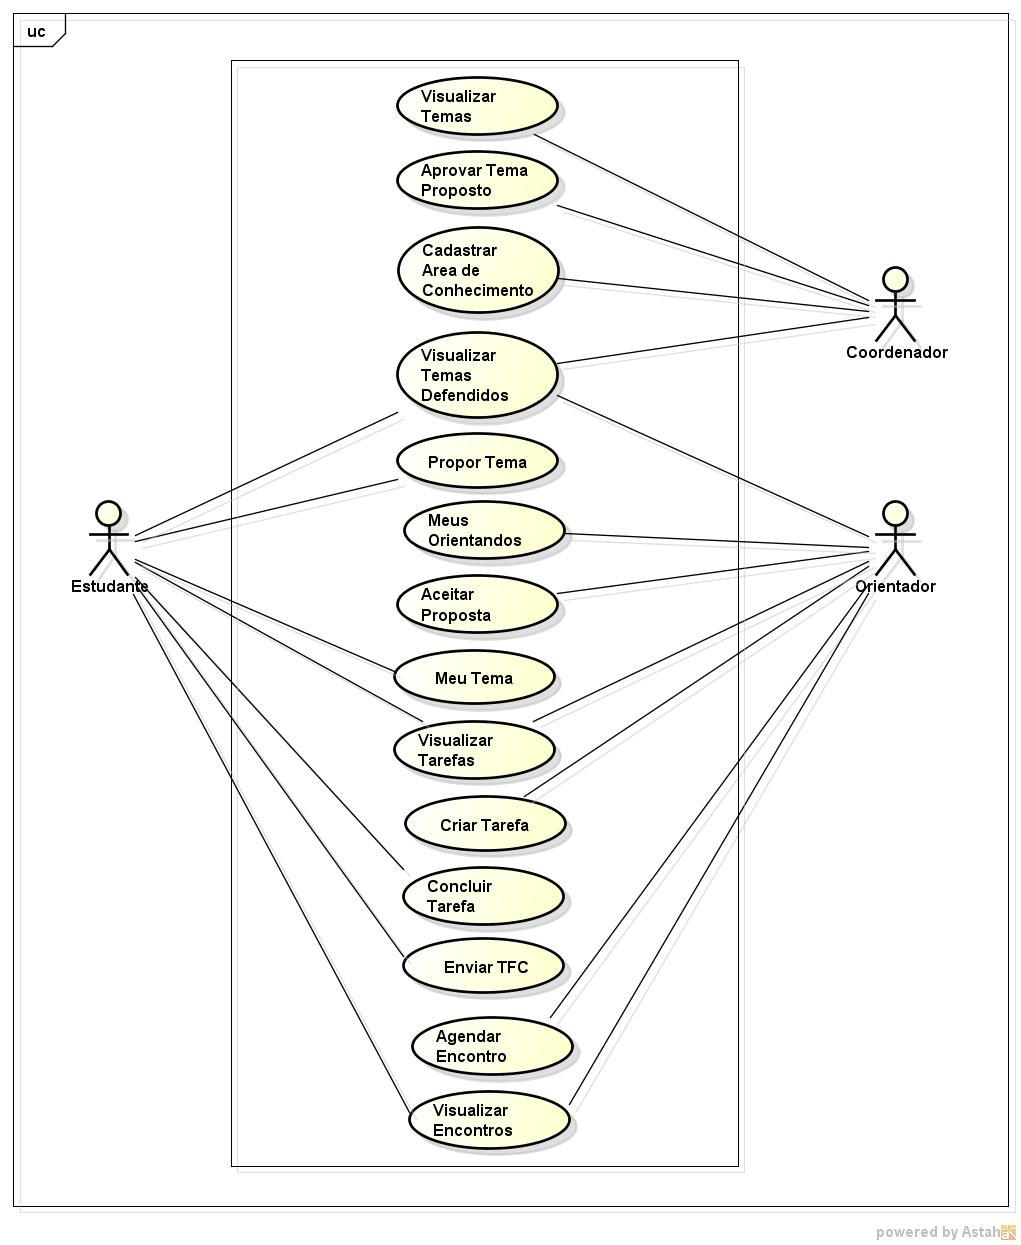 uc
Visualizar
Temas
Aprovar Tema
Proposto
Cadastrar
Area de
Conhecimento
Coordenador
Visualizar
Temas
Defendidos
Propor Tema
Meus
Orientandos
Estudante
Orientador
Aceitar
Proposta
Meu Tema
Visualizar
Tarefas
Criar Tarefa
Concluir
Tarefa
Enviar TFC
Agendar
Encontro
Visualizar
Encontros
powered by Astah